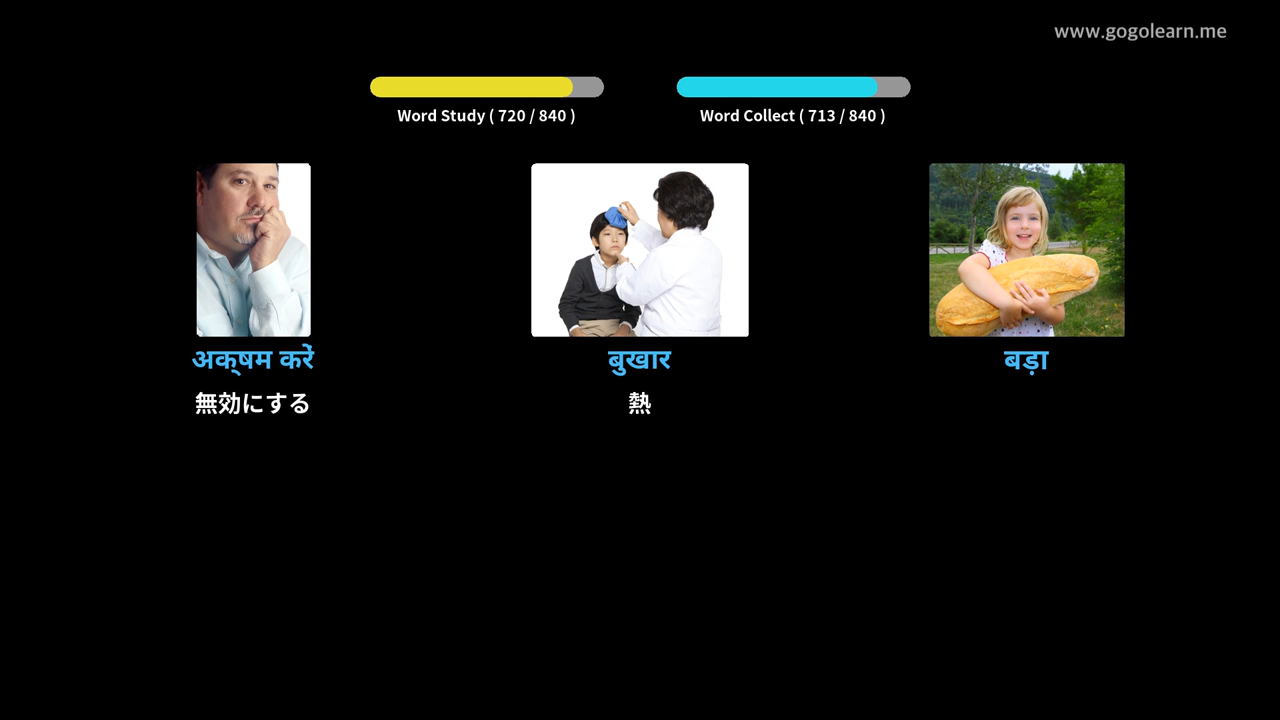 www.gogolearn.me
Word Study ( 720 / 840 )
Word Collect ( 713 / 840 )
अक्षम करें
बुखार
बड़ा
無効にする
熱